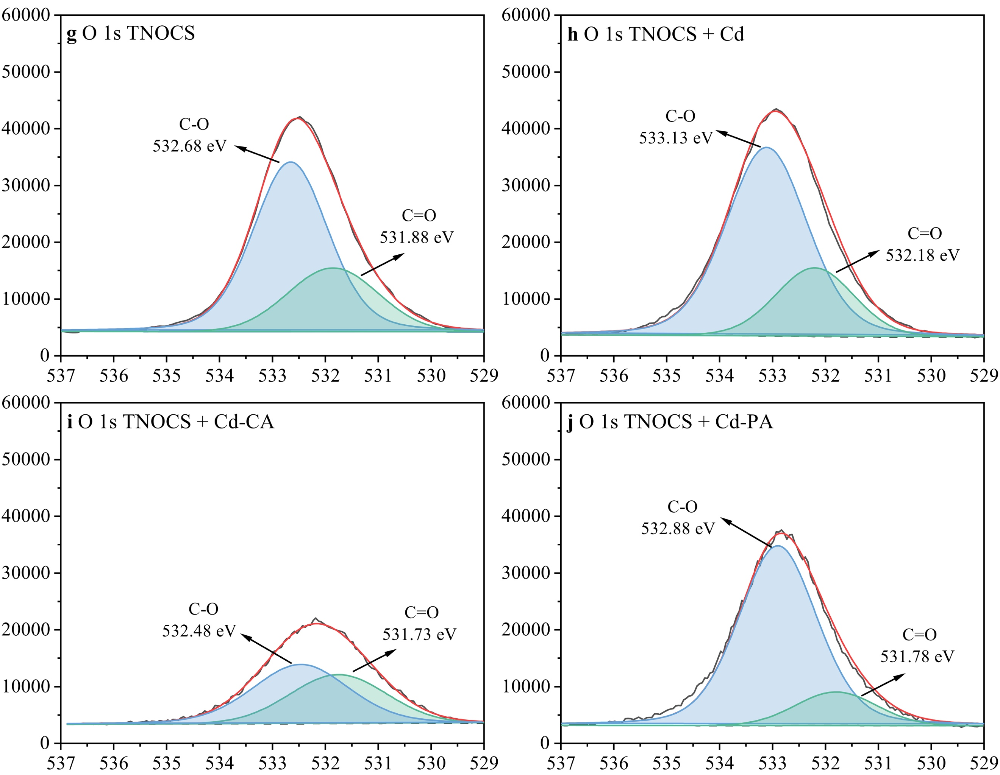 g O 1s TNOCS
60000
50000
40000
30000
20000
10000
0
C-O
532.68 eV
C=O
531.88 eV
537 536 535 534 533 532 531 530 529
h O 1s TNOCS + Cd
60000
50000
40000
30000
20000
10000
0
C-O
533.13 eV
C=O
532.18 eV
537 536 535 534 533 532 531 530 529
i O 1s TNOCS + Cd-CA
60000
50000
40000
30000
20000
10000
0
C-O
532.48 eV
C=O
531.73 eV
537 536 535 534 533 532 531 530 529
j O 1s TNOCS + Cd-PA
60000
50000
40000
30000
20000
10000
0
C-O
532.88 eV
C=O
531.78 eV
537 536 535 534 533 532 531 530 529